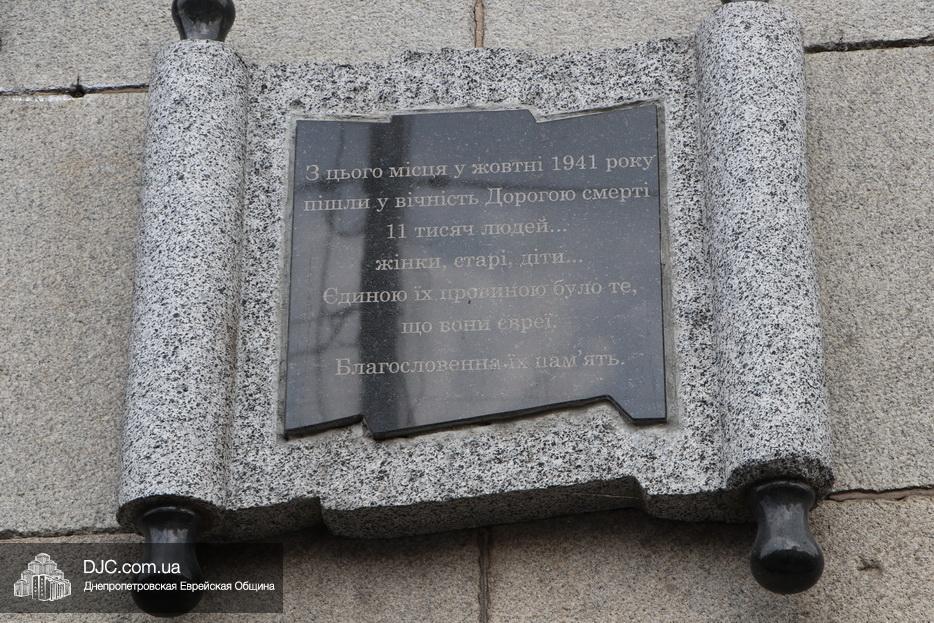 З цього місця у жовтні 1941 року
пішли у вічність Дорогою смерті
11 тисяч людей...
жінки, старі, діти...
Єдиною їх провиною було те,
що вони євреї.
Благословенна їх пам'ять.
DJC.com.ua
Днепропетровская Еврейская Община